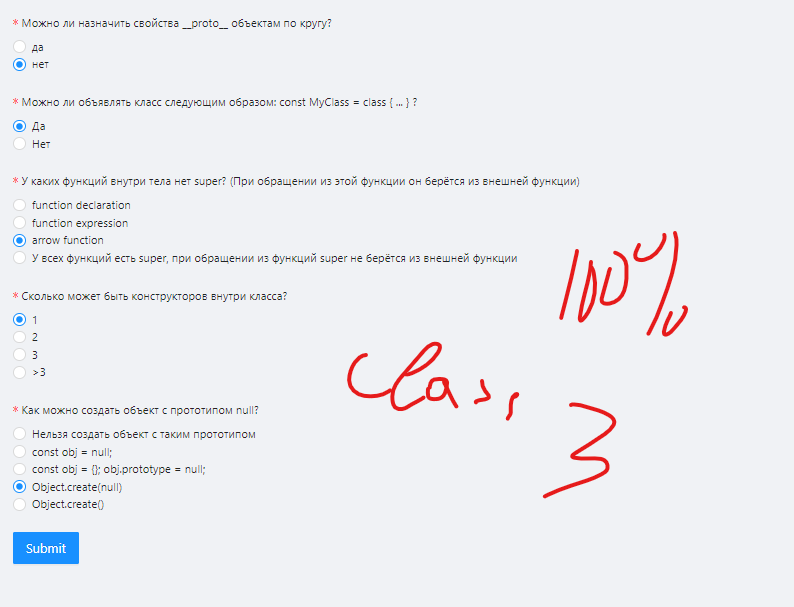 * Можно ли назначить свойства __proto__ объектам по кругу?
да
нет
* Можно ли объявлять класс следующим образом: const MyClass = class { ... } ?
Да
Нет
* У каких функций внутри тела нет super? (При обращении из этой функции он берётся из внешней функции)
function declaration
function expression
arrow function
У всех функций есть super, при обращении из функций super не берётся из внешней функции
100%
* Сколько может быть конструкторов внутри класса?
1
2
3
>3
Class
3
* Как можно создать объект с прототипом null?
Нельзя создать объект с таким прототипом
const obj = null;
const obj = {}; obj.prototype = null;
Object.create(null)
Object.create()
Submit